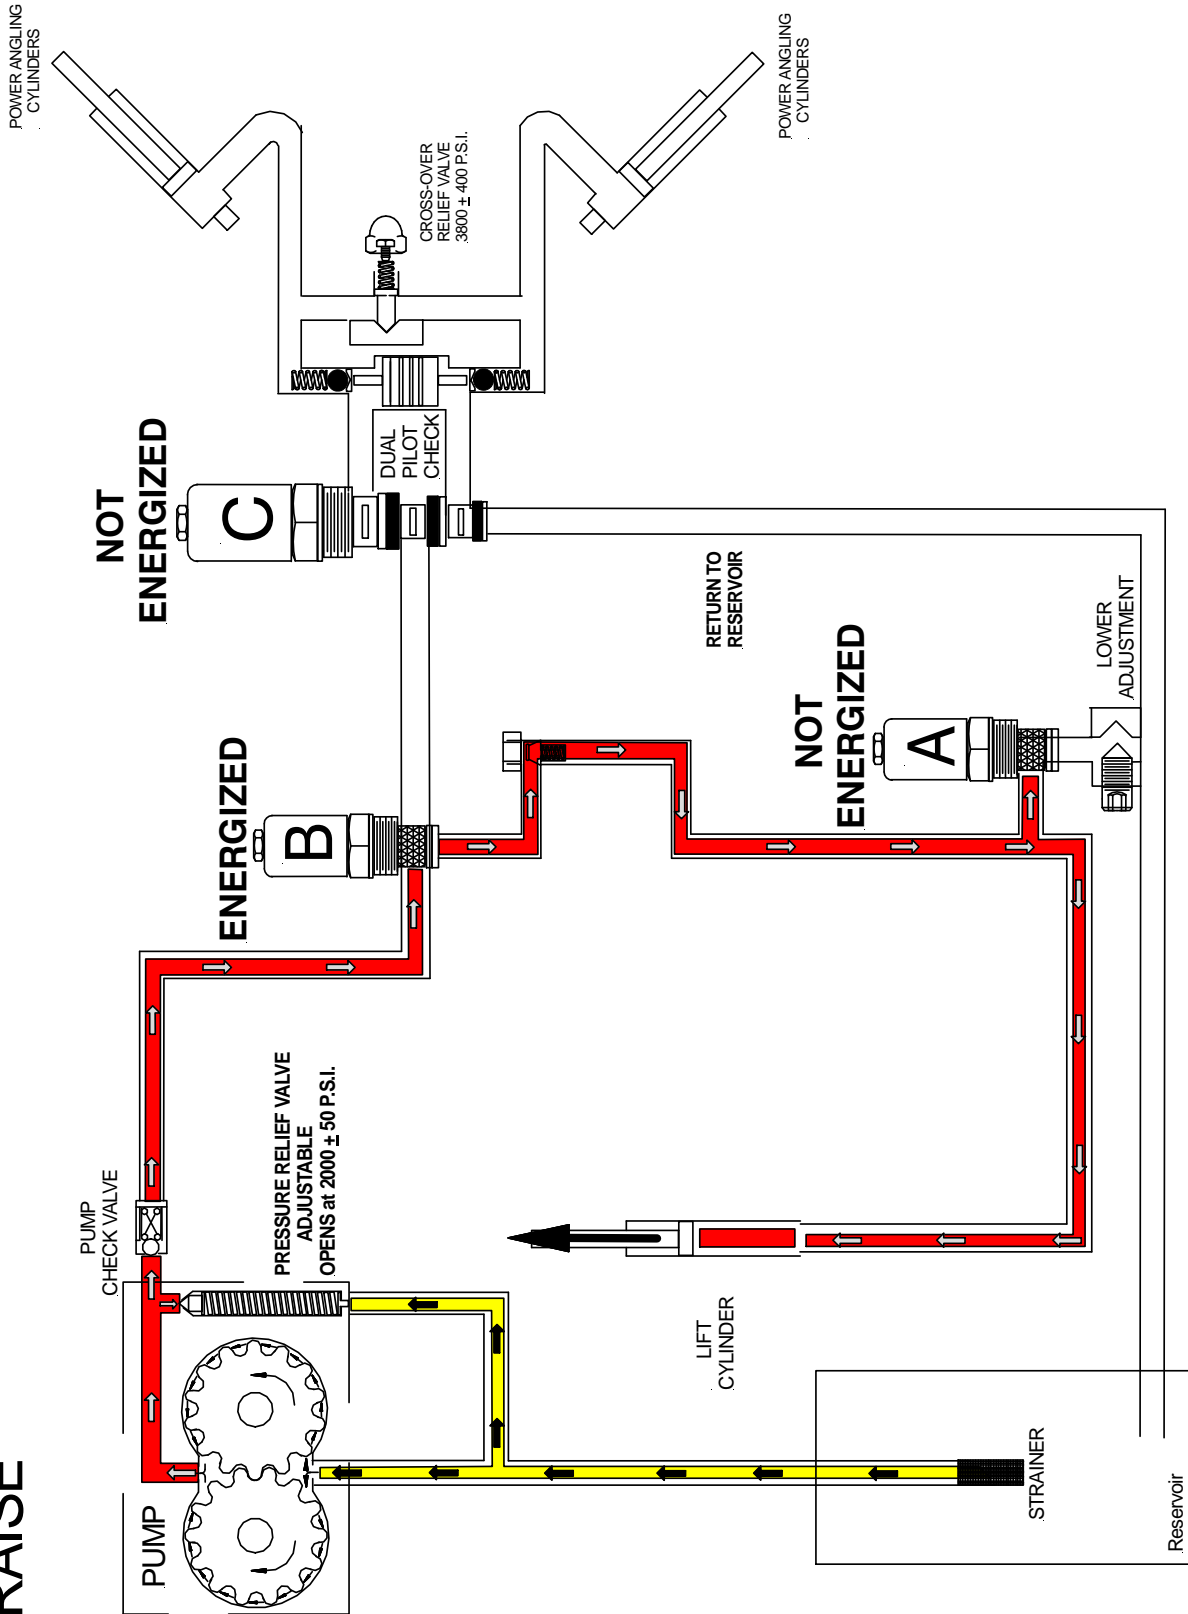 RAISE
POWER ANGLING
CYLINDERS
POWER ANGLING
CYLINDERS
CROSS-OVER
RELIEF VALVE
3800 ± 400 P.S.I.
DUAL
PILOT
CHECK
NOT
ENERGIZED
C
ENERGIZED
B
RETURN TO
RESERVOIR
NOT
ENERGIZED
A
LOWER
ADJUSTMENT
PUMP
CHECK VALVE
PRESSURE RELIEF VALVE
ADJUSTABLE
OPENS at 2000 ± 50 P.S.I.
PUMP
LIFT
CYLINDER
STRAINER
Reservoir